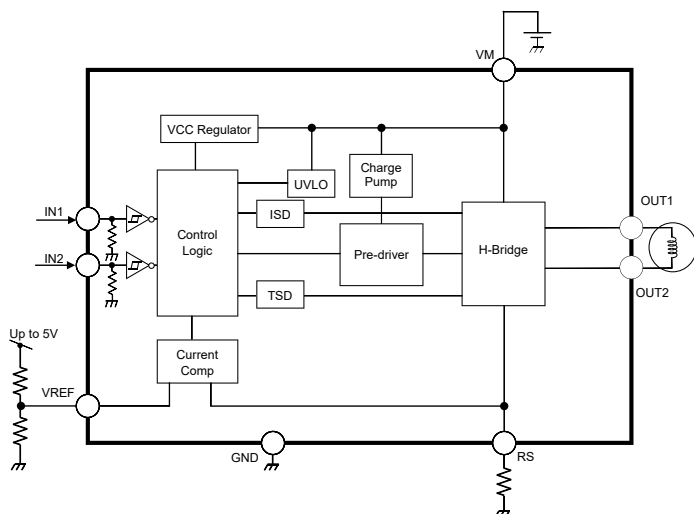 VM
VCC Regulator
UVLO
Charge
Pump
IN1
ISD
OUT1
Control
Logic
Pre-driver
H-Bridge
IN2
TSD
OUT2
Up to 5V
Current
Comp
VREF
GND
RS